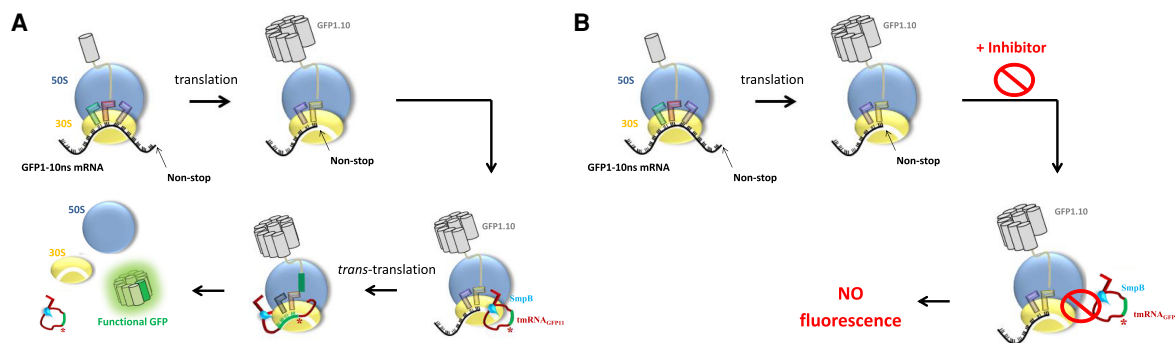 A
GFP1.10
50S
30S
translation
GFP1-10ns mRNA
Non-stop
Non-stop
50S
30S
Functional GFP
*
*
trans-translation
GFP1.10
SmpB
tmRNAGFP11
*
B
GFP1.10
50S
30S
translation
GFP1-10ns mRNA
Non-stop
Non-stop
+ Inhibitor
NO
fluorescence
GFP1.10
SmpB
tmRNAGFP
*